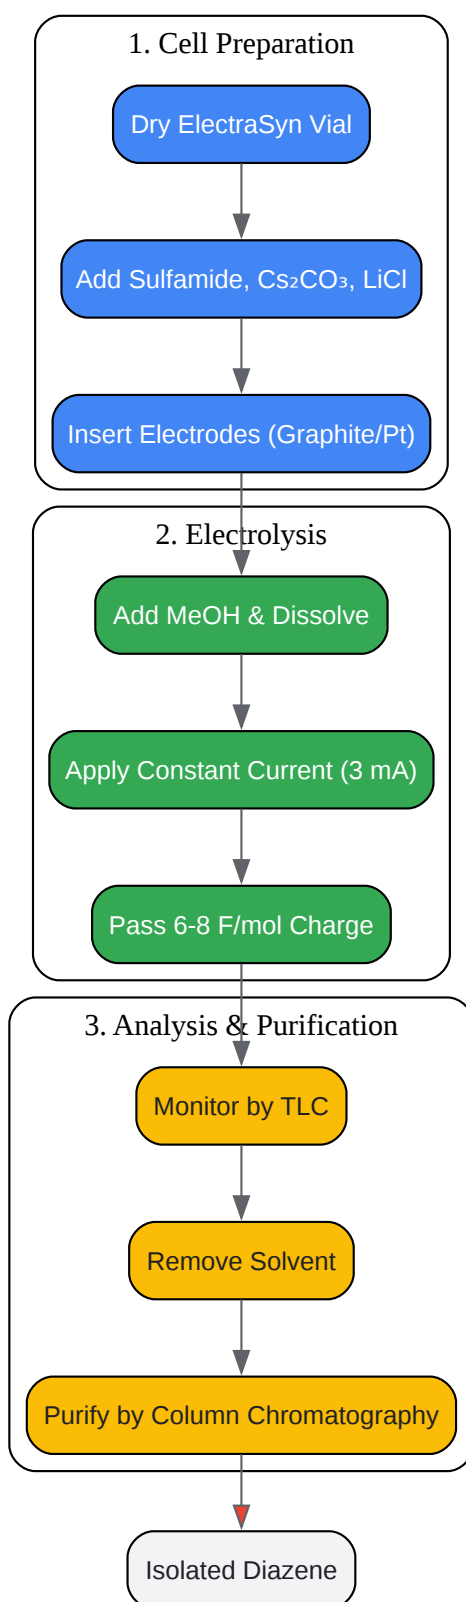 1. Cell Preparation
Dry ElectraSyn Vial
Add Sulfamide, Cs₂CO₃, LiCl
Insert Electrodes (Graphite/Pt)
2. Electrolysis
Add MeOH & Dissolve
Apply Constant Current (3 mA)
Pass 6-8 F/mol Charge
3. Analysis & Purification
Monitor by TLC
Remove Solvent
Purify by Column Chromatography
Isolated Diazene